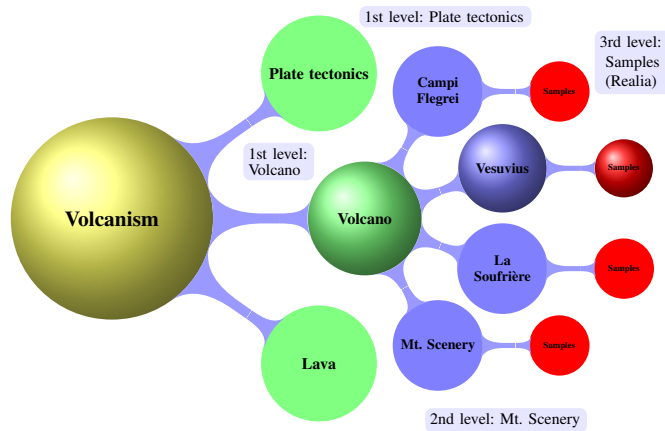 1st level: Plate tectonics
3rd level:
Samples
(Realia)
Plate tectonics
Campi
Flegrei
Samples
1st level:
Volcano
Vesuvius
Samples
Volcanism
Volcano
La
Soufrière
Samples
Mt. Scenery
Samples
Lava
2nd level: Mt. Scenery